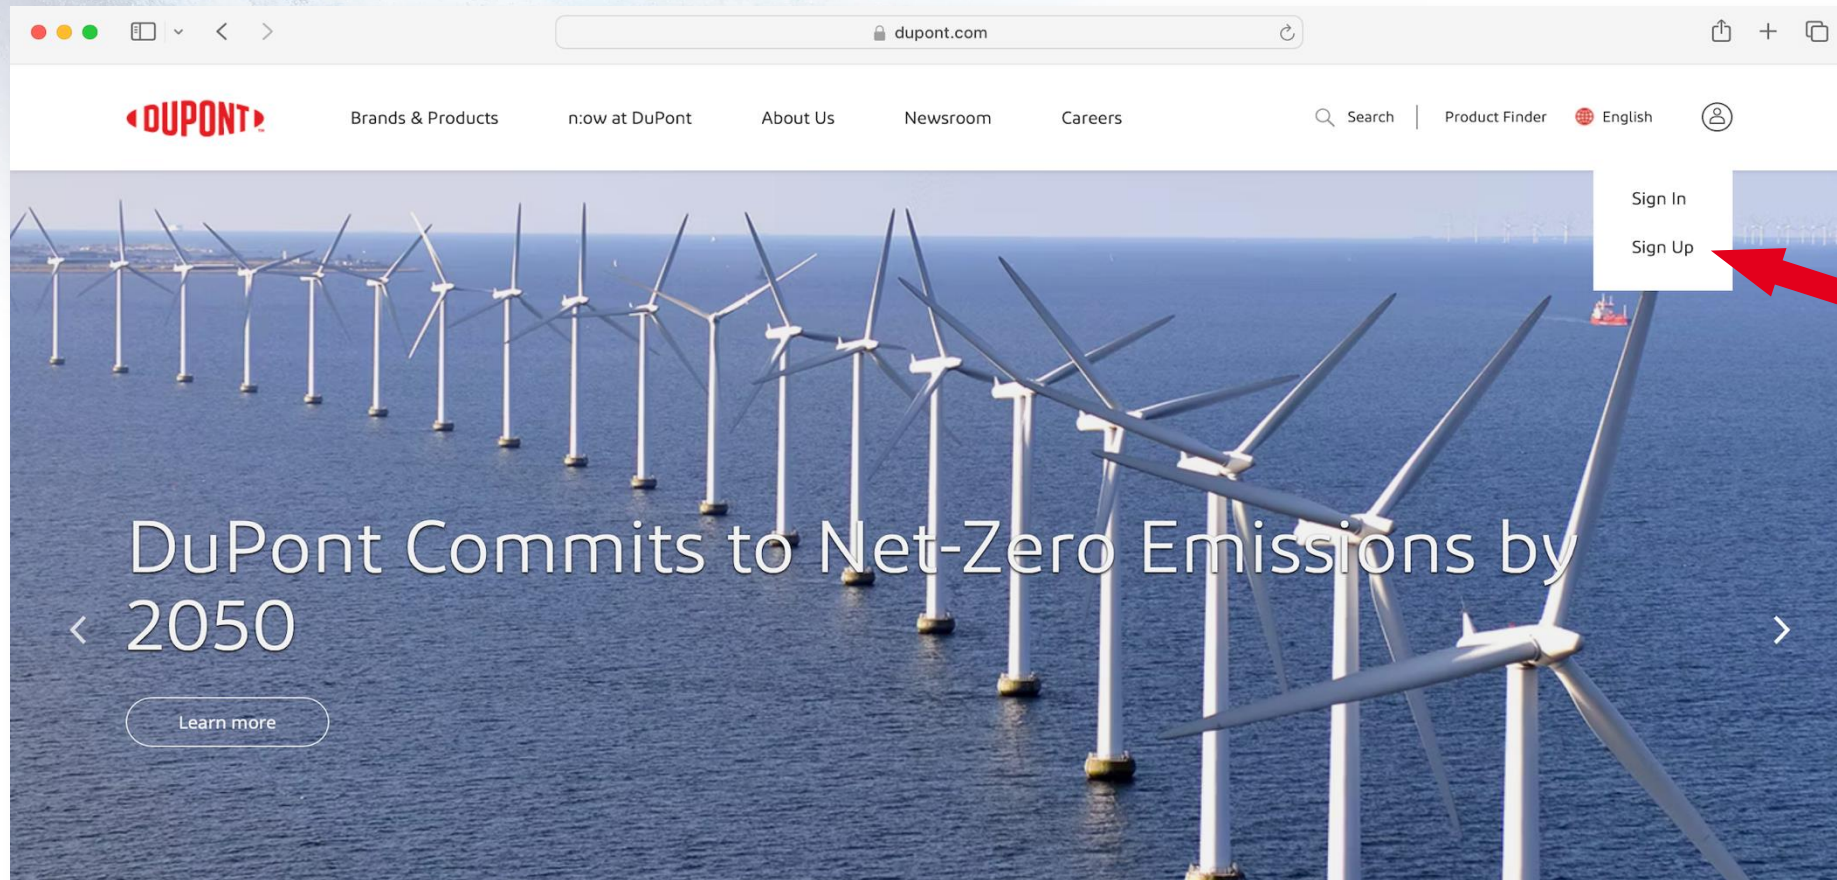 dupont.com
DUPONT
Brands & Products
n:ow at DuPont
About Us
Newsroom
Careers
Search
Product Finder
English
Sign In
Sign Up
DuPont Commits to Net-Zero Emissions by
2050
Learn more